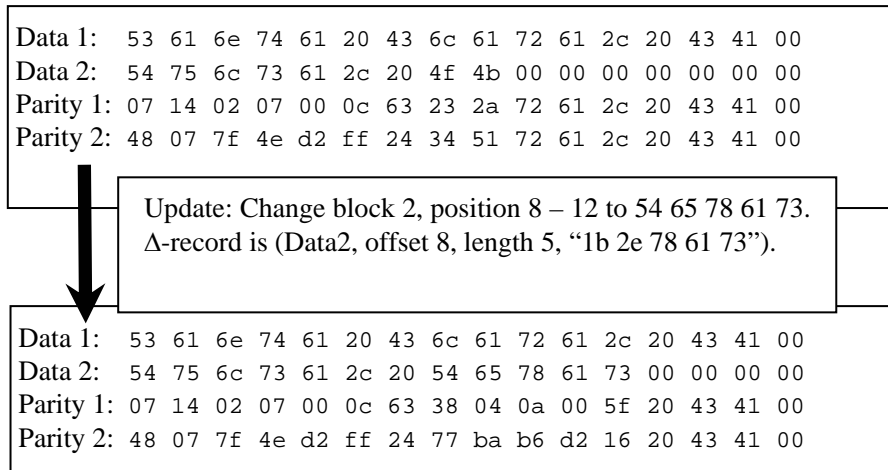 Data 1: 53 61 6e 74 61 20 43 6c 61 72 61 2c 20 43 41 00
Data 2: 54 75 6c 73 61 2c 20 4f 4b 00 00 00 00 00 00 00
Parity 1: 07 14 02 07 00 0c 63 23 2a 72 61 2c 20 43 41 00
Parity 2: 48 07 7f 4e d2 ff 24 34 51 72 61 2c 20 43 41 00
Update: Change block 2, position 8 – 12 to 54 65 78 61 73.
Δ-record is (Data2, offset 8, length 5, “1b 2e 78 61 73”).
Data 1: 53 61 6e 74 61 20 43 6c 61 72 61 2c 20 43 41 00
Data 2: 54 75 6c 73 61 2c 20 54 65 78 61 73 00 00 00 00
Parity 1: 07 14 02 07 00 0c 63 38 04 0a 00 5f 20 43 41 00
Parity 2: 48 07 7f 4e d2 ff 24 77 ba b6 d2 16 20 43 41 00